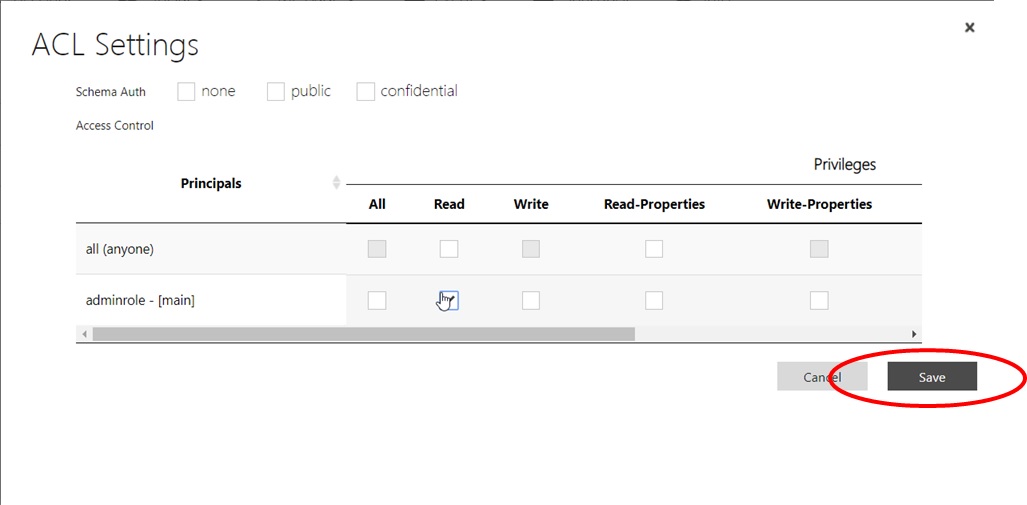 ACL Settings
Schema Auth none public confidential
Access Control
Privileges
Principals
All Read Write Read-Properties Write-Properties
all (anyone)
adminrole - [main]
Cancel Save